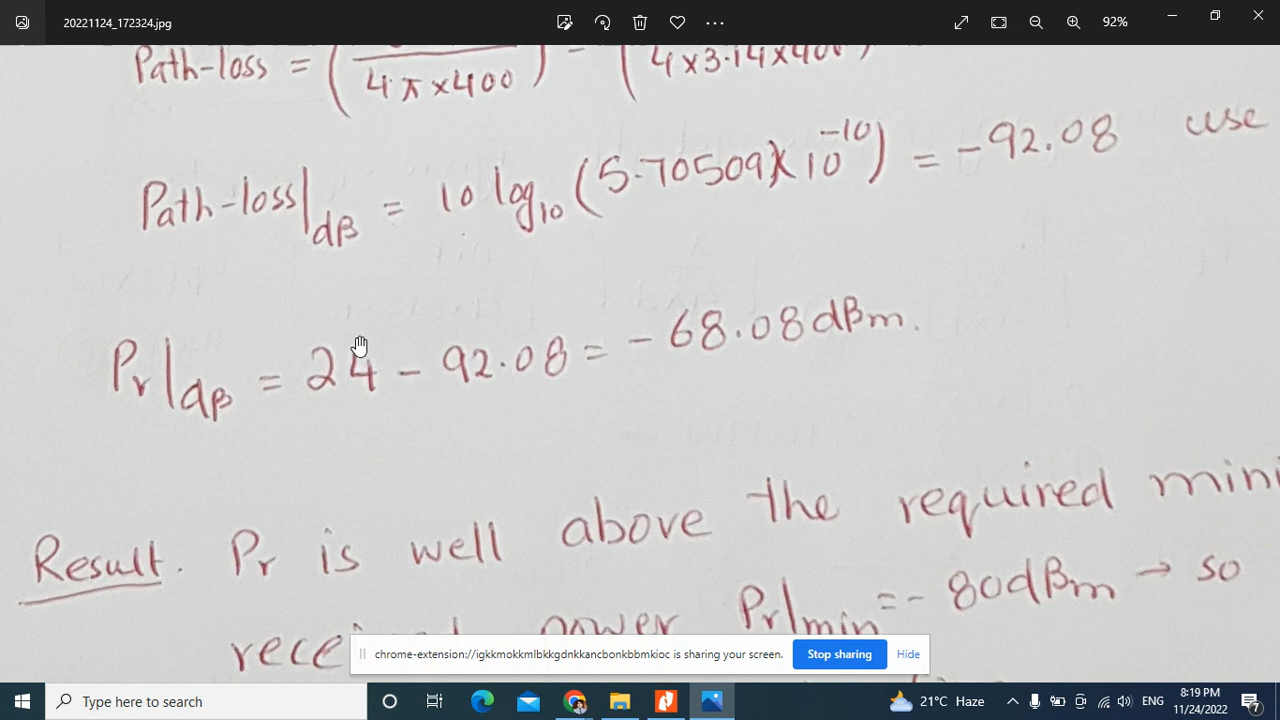 20221124_172324.jpg
92%
Path-loss = ( / 4.π×400 ) = ( / 4×3.14×400 )
Path-loss|dB = 10 log10 (5.70509)×10^-10) = -92.08 use
Pr|dB = 24 - 92.08 = -68.08 dBm.
Result. Pr is well above the required mini
power Pr|min = -80dBm → so
chrome-extension://igkkmokkmlbkkgdnkkancbonkbbmkioc is sharing your screen.
Stop sharing
Hide
Type here to search
21°C Haze
ENG
8:19 PM
11/24/2022
7